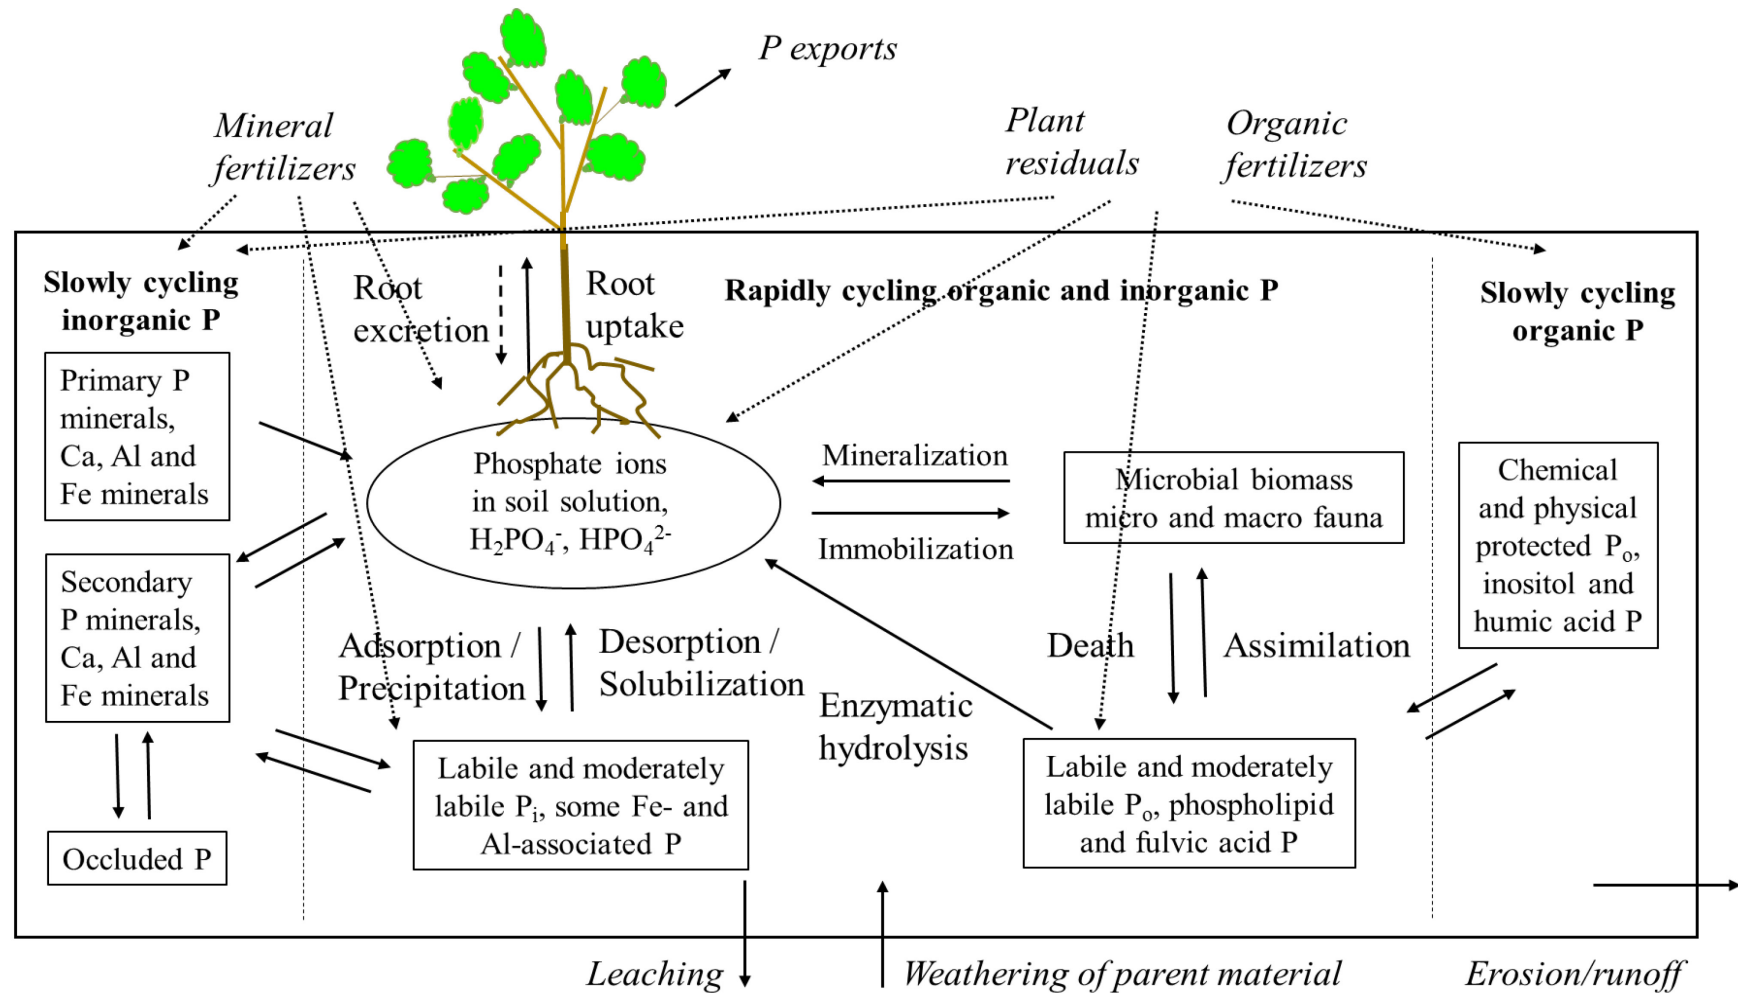 P exports
Mineral
fertilizers
Plant
residuals
Organic
fertilizers
Slowly cycling
inorganic P
Root
excretion
Root
uptake
Rapidly cycling organic and inorganic P
Slowly cycling
organic P
Primary P
minerals,
Ca, Al and
Fe minerals
Phosphate ions
in soil solution,
H₂PO₄⁻, HPO₄²⁻
Mineralization
Immobilization
Microbial biomass
micro and macro fauna
Chemical
and physical
protected Pₒ,
inositol and
humic acid P
Secondary
P minerals,
Ca, Al and
Fe minerals
Adsorption /
Precipitation
Desorption /
Solubilization
Enzymatic
hydrolysis
Death
Assimilation
Occluded P
Labile and moderately
labile Pᵢ, some Fe- and
Al-associated P
Labile and moderately
labile Pₒ, phospholipid
and fulvic acid P
Leaching
Weathering of parent material
Erosion/runoff